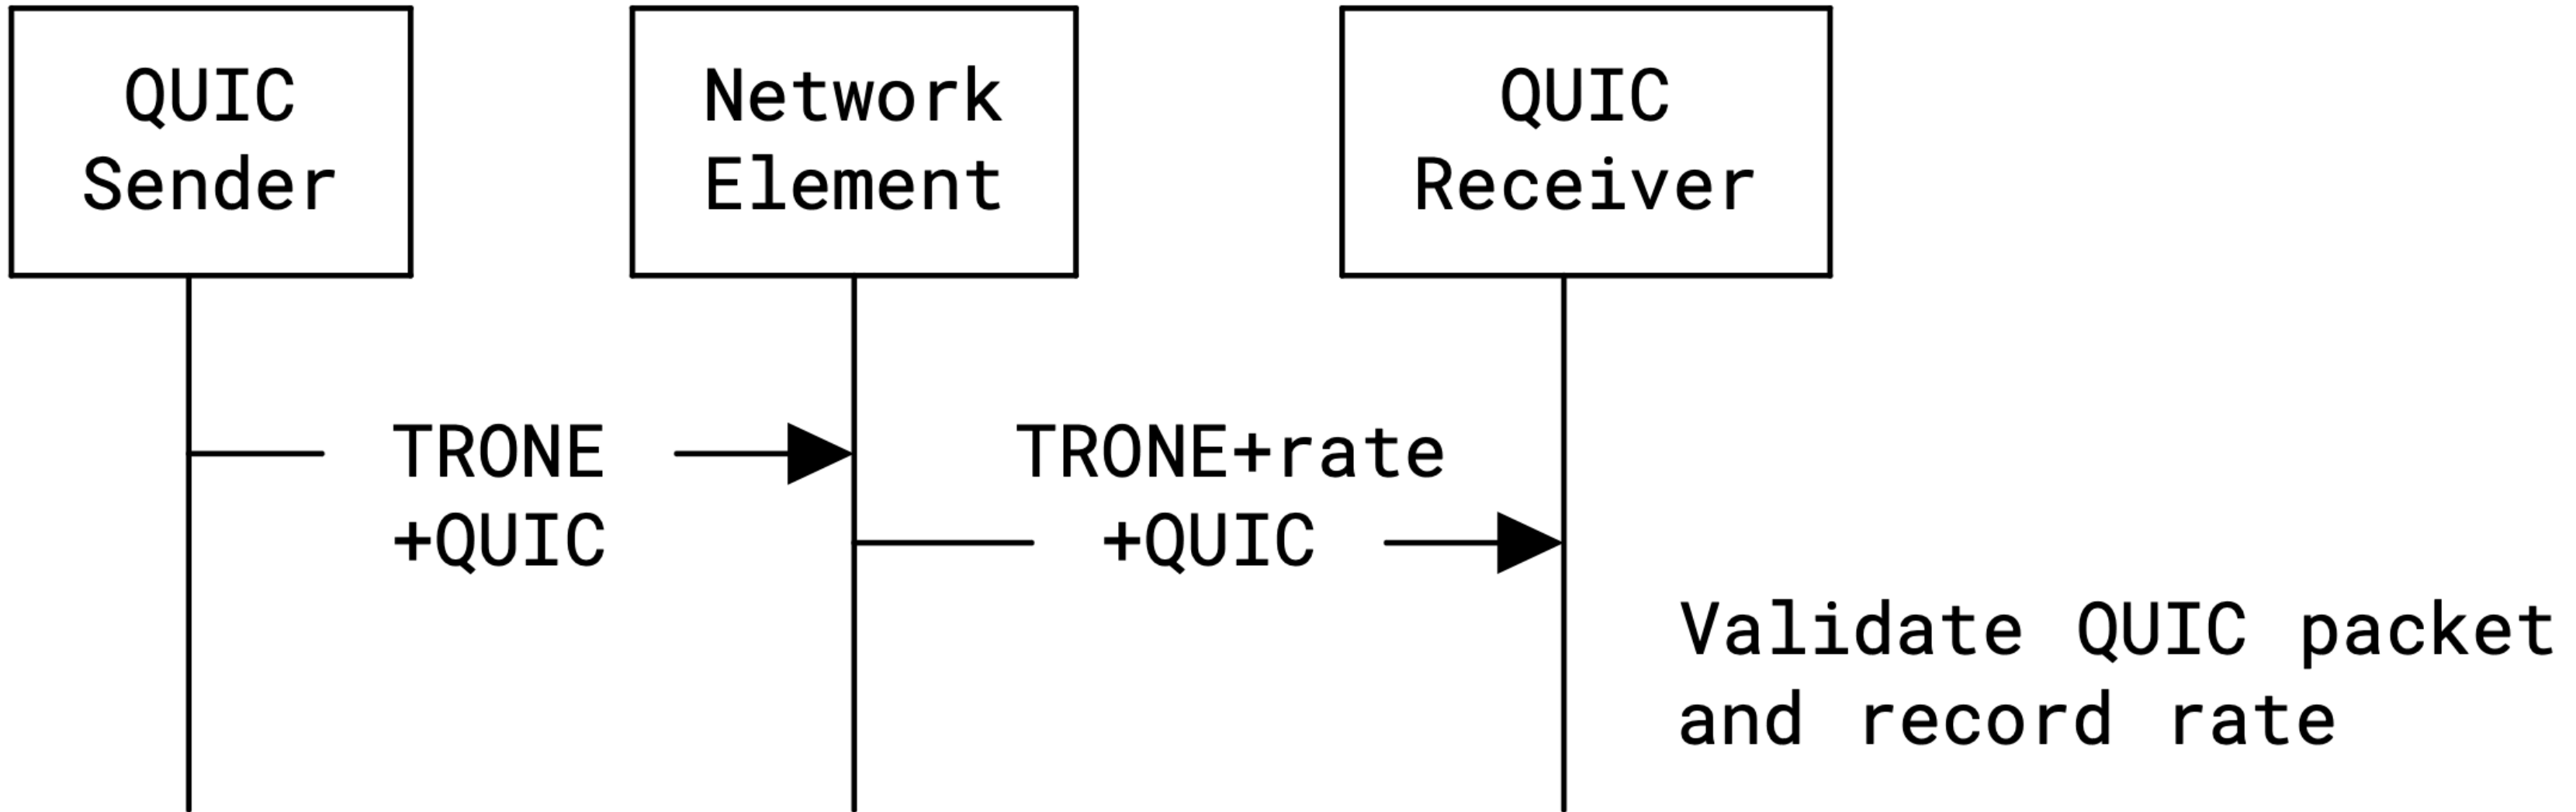 QUIC
Sender
Network
Element
QUIC
Receiver
TRONE
+QUIC
TRONE+rate
+QUIC
Validate QUIC packet
and record rate